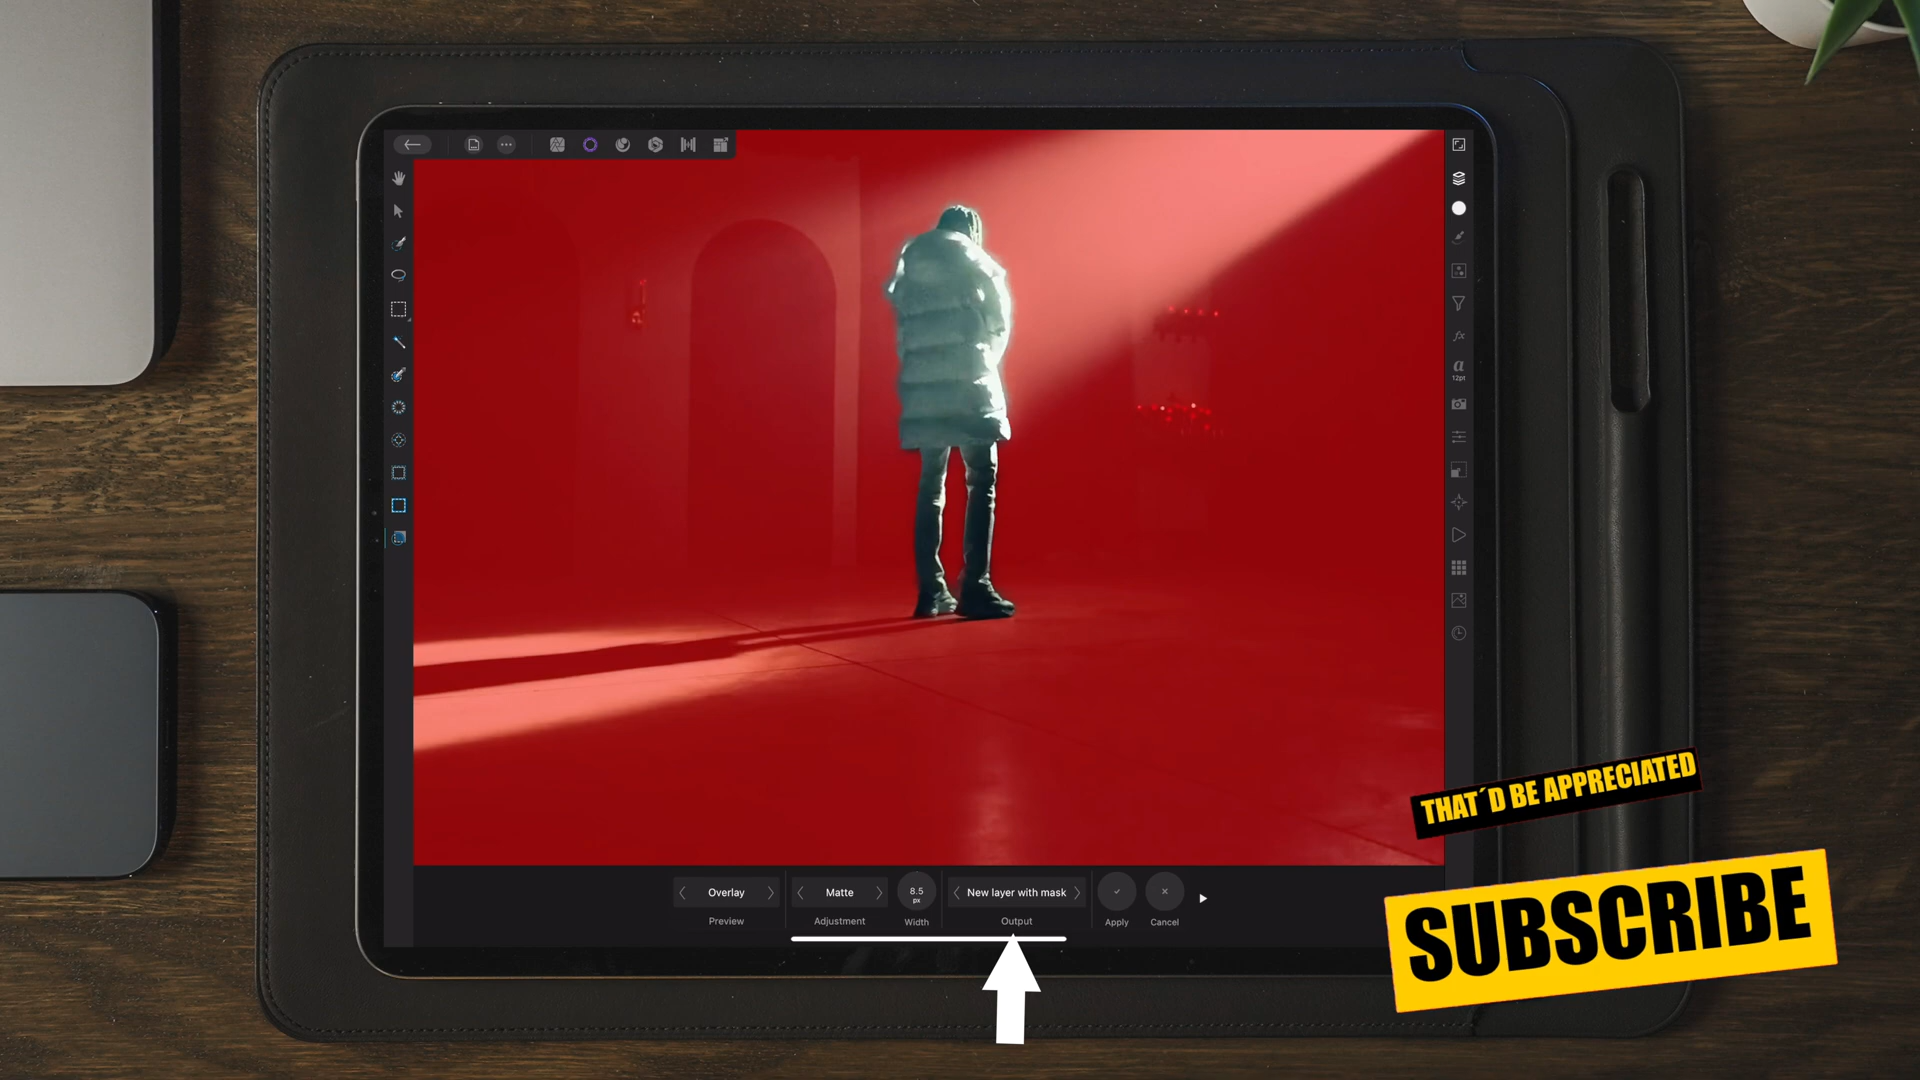 12pt
THAT´D BE APPRECIATED
SUBSCRIBE
Overlay
Preview
Matte
Adjustment
8.5
px
Width
New layer with mask
Output
Apply
Cancel